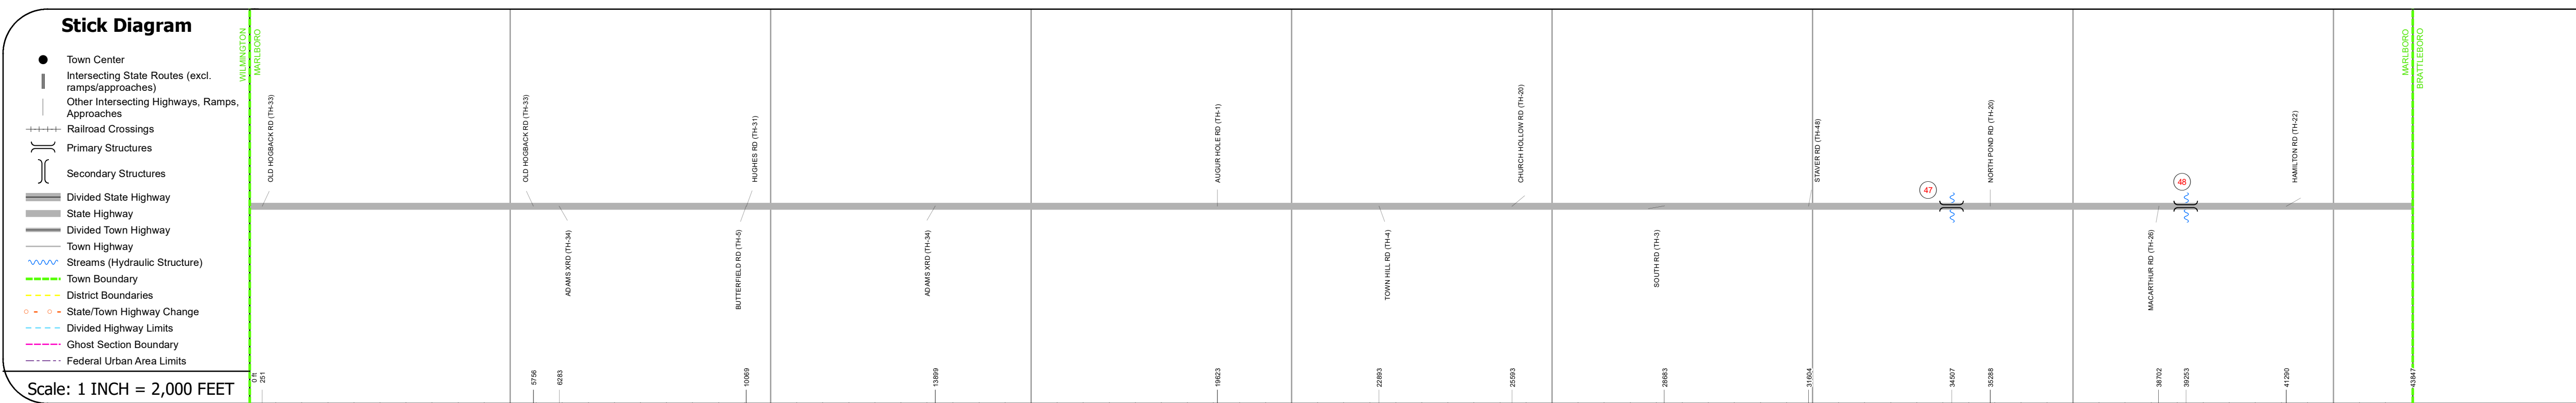 Stick Diagram
Town Center
Intersecting State Routes (excl.
ramps/approaches)
Other Intersecting Highways, Ramps,
Approaches
Railroad Crossings
Primary Structures
Secondary Structures
Divided State Highway
State Highway
Divided Town Highway
Town Highway
Streams (Hydraulic Structure)
Town Boundary
District Boundaries
State/Town Highway Change
Divided Highway Limits
Ghost Section Boundary
Federal Urban Area Limits
Scale: 1 INCH = 2,000 FEET
WILMINGTON
MARLBORO
OLD HOGBACK RD (TH-33)
OLD HOGBACK RD (TH-33)
ADAMS XRD (TH-34)
BUTTERFIELD RD (TH-5)
HUGHES RD (TH-31)
ADAMS XRD (TH-34)
AUGUR HOLE RD (TH-1)
TOWN HILL RD (TH-4)
CHURCH HOLLOW RD (TH-20)
SOUTH RD (TH-3)
STAVER RD (TH-48)
47
NORTH POND RD (TH-20)
MACARTHUR RD (TH-26)
48
HAMILTON RD (TH-22)
MARLBORO
BRATTLEBORO
0 ft
251
5756
6283
10069
13899
19623
22893
25593
28683
31604
34507
35288
38702
39253
41290
43847